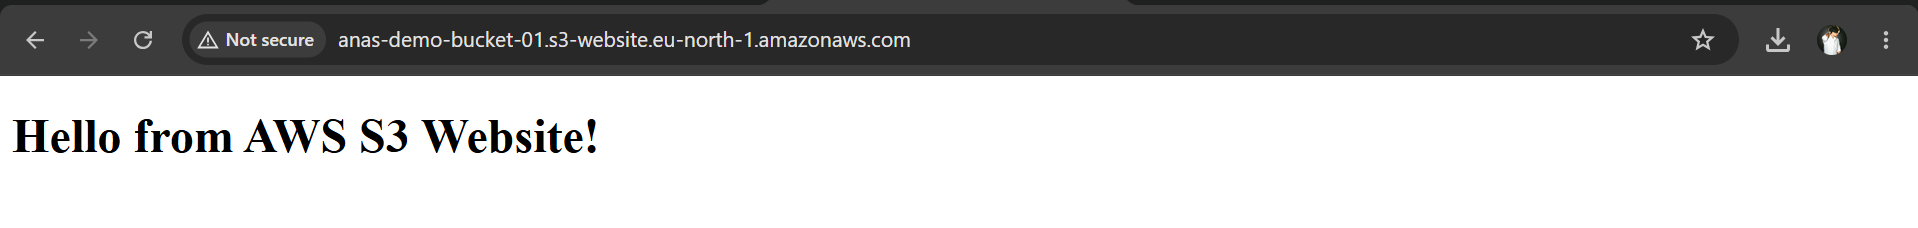 Not secure
anas-demo-bucket-01.s3-website.eu-north-1.amazonaws.com
Hello from AWS S3 Website!